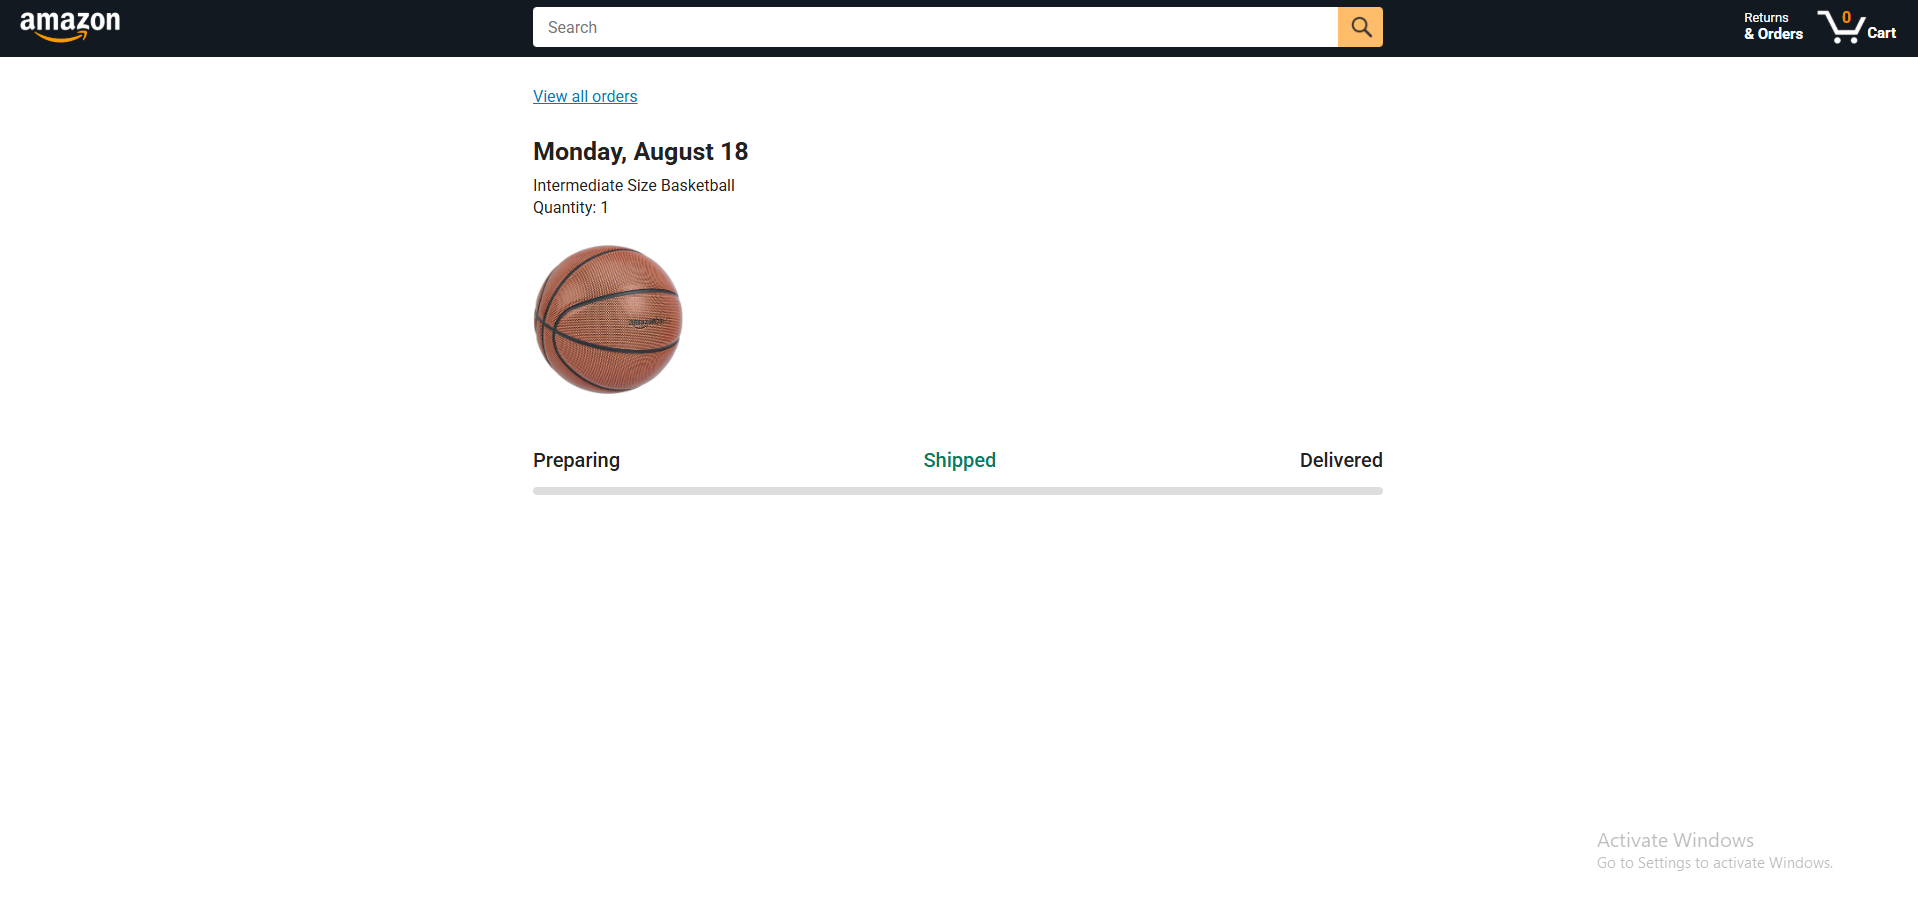 amazon
Search
Returns
& Orders
0
Cart
View all orders
Monday, August 18
Intermediate Size Basketball
Quantity: 1
Preparing
Shipped
Delivered
Activate Windows
Go to Settings to activate Windows.